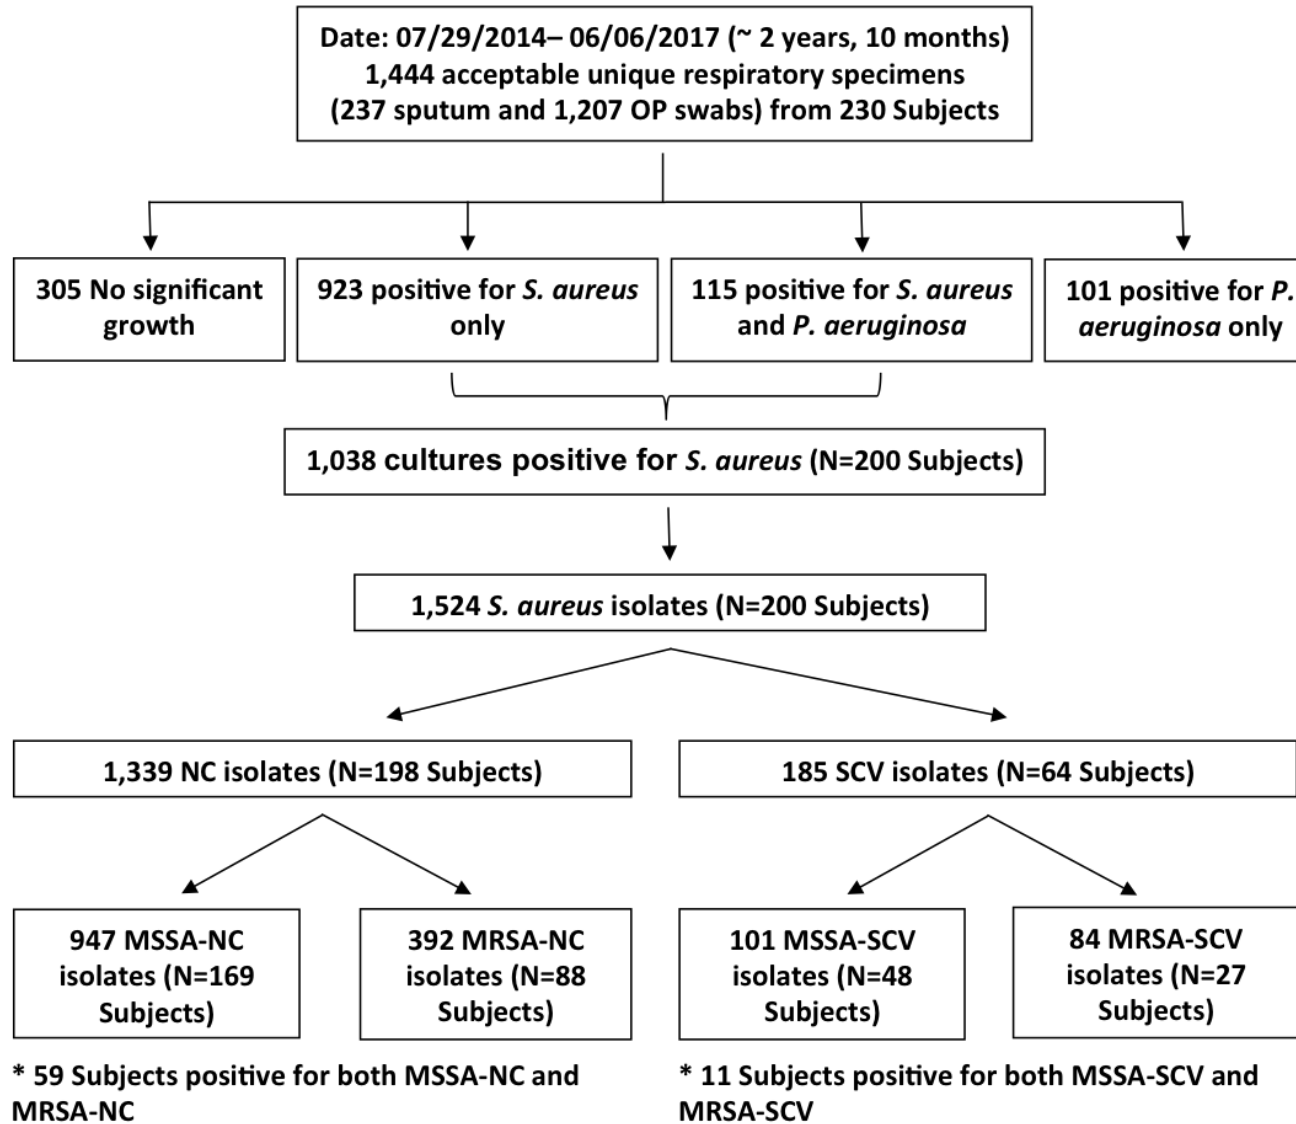 Date: 07/29/2014– 06/06/2017 (~ 2 years, 10 months)
1,444 acceptable unique respiratory specimens
(237 sputum and 1,207 OP swabs) from 230 Subjects
305 No significant
growth
923 positive for S. aureus
only
115 positive for S. aureus
and P. aeruginosa
101 positive for P.
aeruginosa only
1,038 cultures positive for S. aureus (N=200 Subjects)
1,524 S. aureus isolates (N=200 Subjects)
1,339 NC isolates (N=198 Subjects)
185 SCV isolates (N=64 Subjects)
947 MSSA-NC
isolates (N=169
Subjects)
392 MRSA-NC
isolates (N=88
Subjects)
101 MSSA-SCV
isolates (N=48
Subjects)
84 MRSA-SCV
isolates (N=27
Subjects)
* 59 Subjects positive for both MSSA-NC and
MRSA-NC
* 11 Subjects positive for both MSSA-SCV and
MRSA-SCV